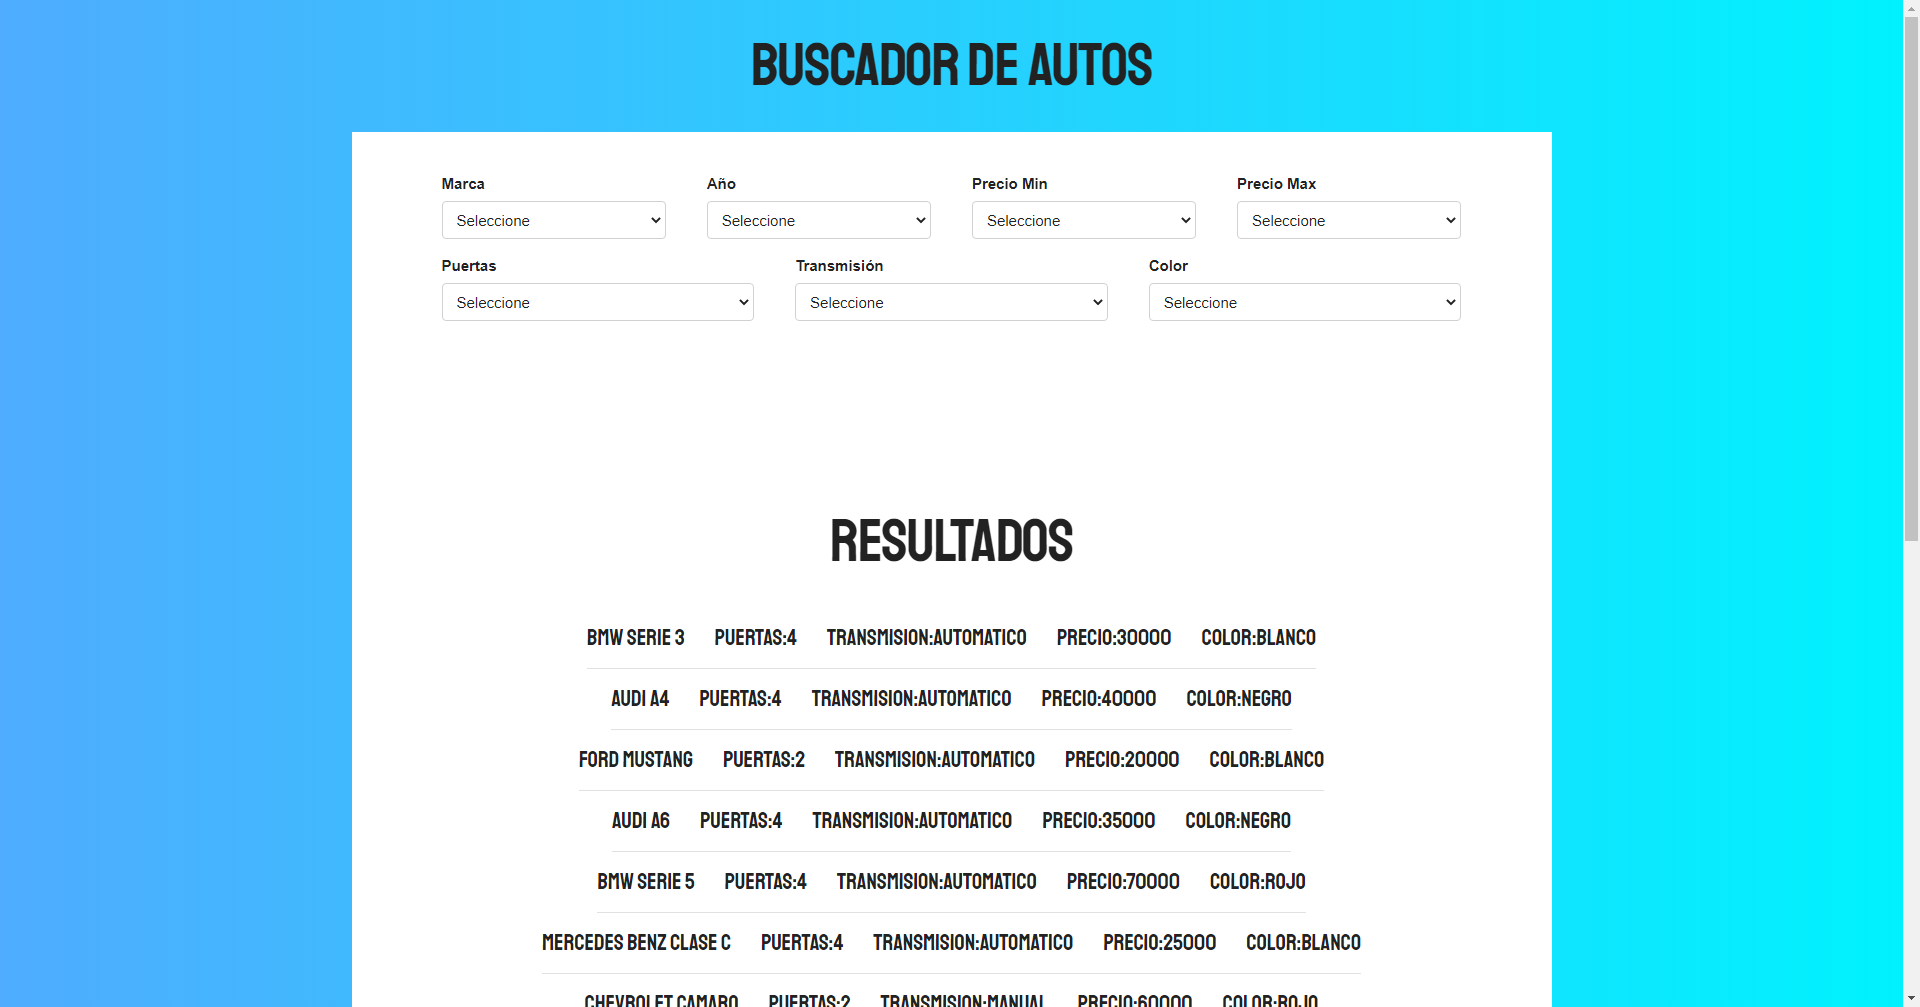 BUSCADOR DE AUTOS
Marca Año Precio Min Precio Max
Seleccione Seleccione Seleccione Seleccione
Puertas Transmisión Color
Seleccione Seleccione Seleccione
RESULTADOS
BMW SERIE 3 PUERTAS:4 TRANSMISION:AUTOMATICO PRECIO:30000 COLOR:BLANCO
AUDI A4 PUERTAS:4 TRANSMISION:AUTOMATICO PRECIO:40000 COLOR:NEGRO
FORD MUSTANG PUERTAS:2 TRANSMISION:AUTOMATICO PRECIO:20000 COLOR:BLANCO
AUDI A6 PUERTAS:4 TRANSMISION:AUTOMATICO PRECIO:35000 COLOR:NEGRO
BMW SERIE 5 PUERTAS:4 TRANSMISION:AUTOMATICO PRECIO:70000 COLOR:ROJO
MERCEDES BENZ CLASE C PUERTAS:4 TRANSMISION:AUTOMATICO PRECIO:25000 COLOR:BLANCO
CHEVROLET CAMARO PUERTAS:2 TRANSMISION:MANUAL PRECIO:60000 COLOR:ROJO